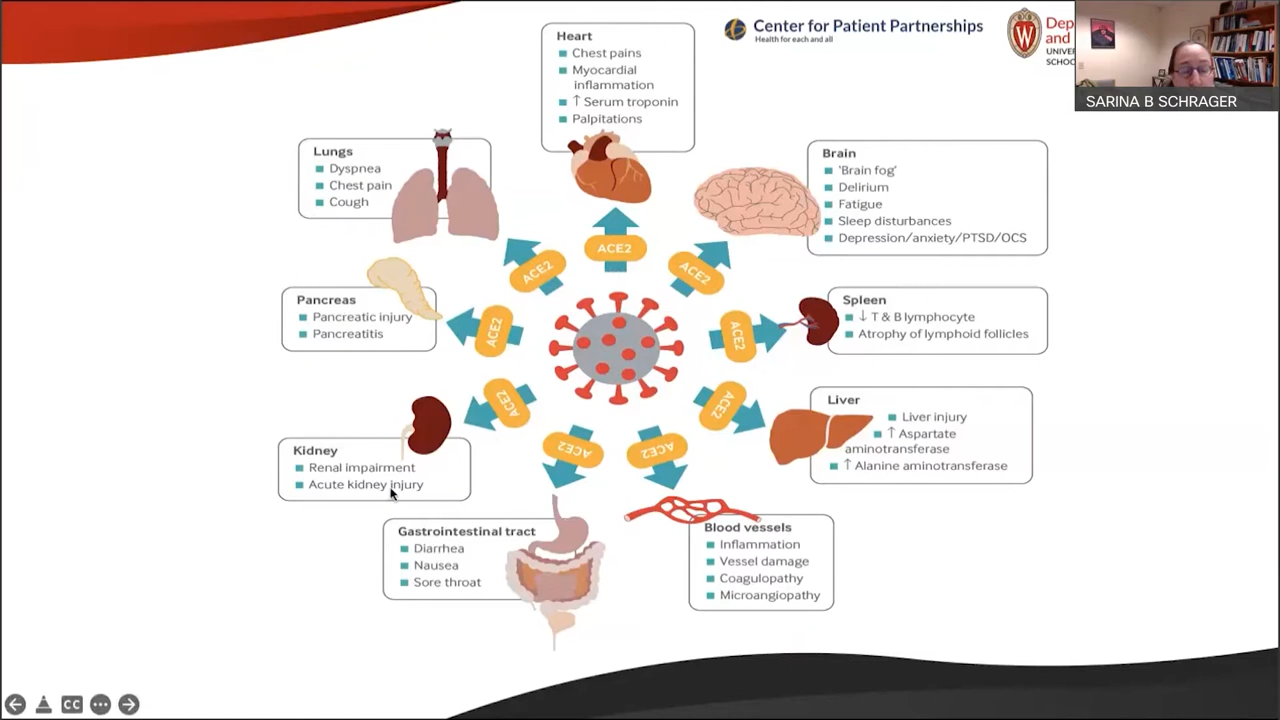 Center for Patient Partnerships
Health for each and all
Dep
and
UNIVER
SCHOO
SARINA B SCHRAGER
Heart
Chest pains
Myocardial
inflammation
↑ Serum troponin
Palpitations
Lungs
Dyspnea
Chest pain
Cough
Brain
'Brain fog'
Delirium
Fatigue
Sleep disturbances
Depression/anxiety/PTSD/OCS
ACE2
ACE2
ACE2
Pancreas
Pancreatic injury
Pancreatitis
ACE2
ACE2
Spleen
↓ T & B lymphocyte
Atrophy of lymphoid follicles
ACE2
ACE2
Liver
Liver injury
↑ Aspartate
aminotransferase
↑ Alanine aminotransferase
Kidney
Renal impairment
Acute kidney injury
ACE2
ACE2
Gastrointestinal tract
Diarrhea
Nausea
Sore throat
Blood vessels
Inflammation
Vessel damage
Coagulopathy
Microangiopathy
CC